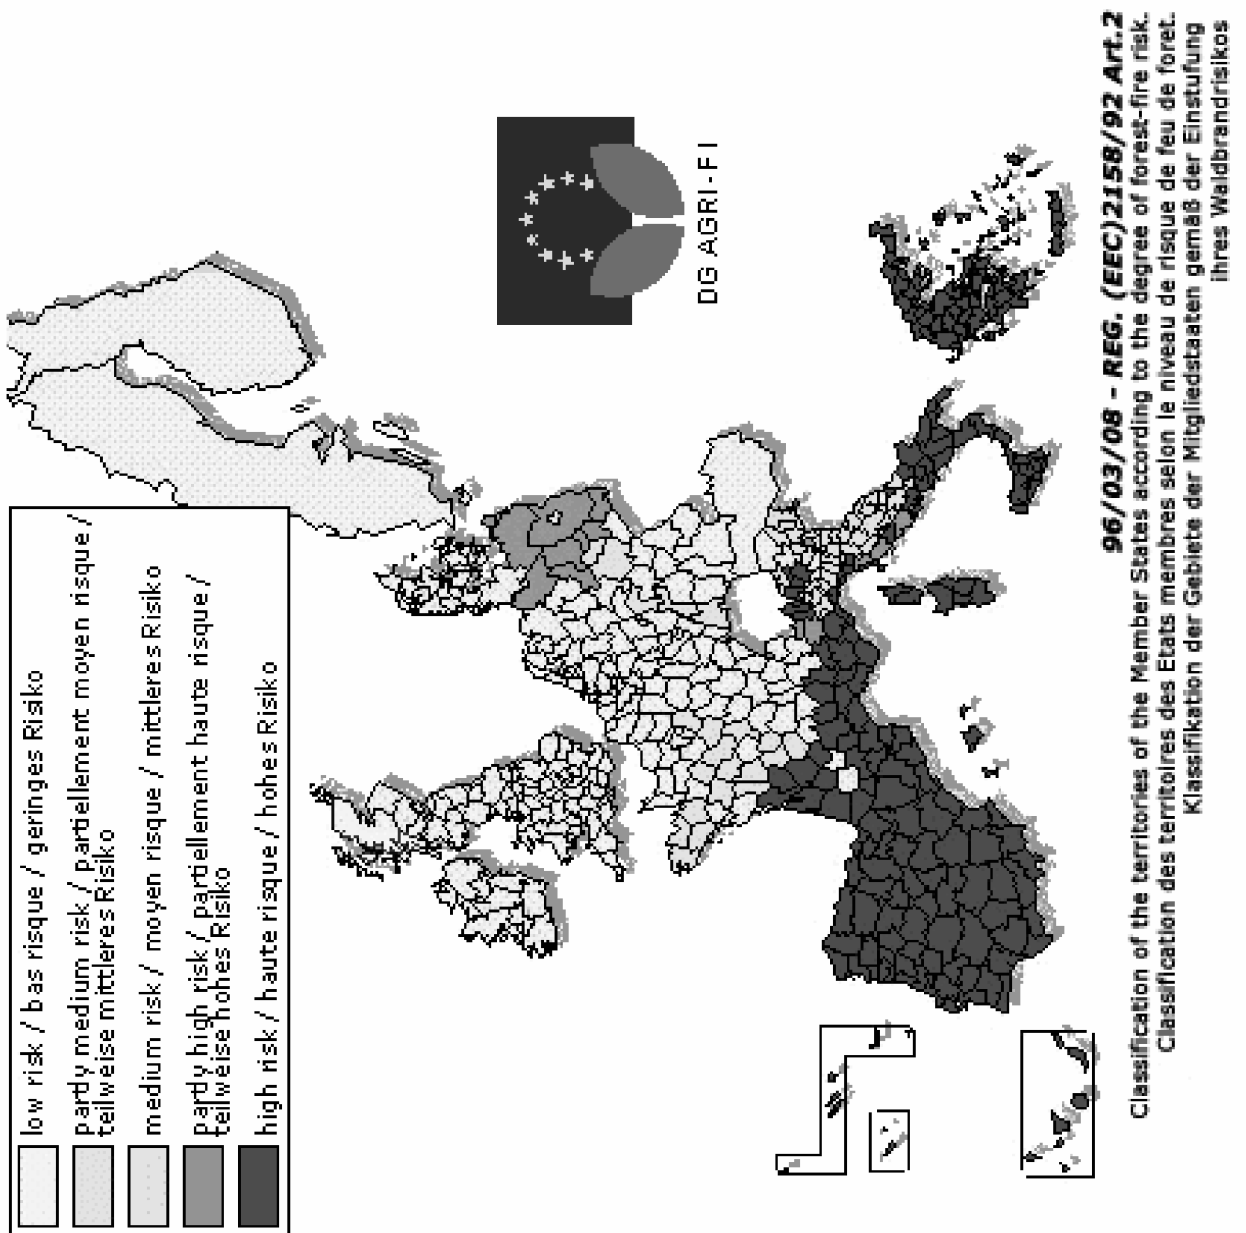 low risk / bas risque / geringes Risiko
partly medium risk / partiellement moyen risque /
teilweise mittleres Risiko
medium risk / moyen risque / mittleres Risiko
partly high risk / partiellement haute risque /
teilweise hohes Risiko
high risk / haute risque / hohes Risiko
DG AGRI-FI
96/03/08 - REG. (EEC)2158/92 Art.2
Classification of the territories of the Member States according to the degree of forest-fire risk.
Classification des territoires des Etats membres selon le niveau de risque de feu de foret.
Klassifikation der Gebiete der Mitgliedstaaten gemäß der Einstufung
ihres Waldbrandrisikos